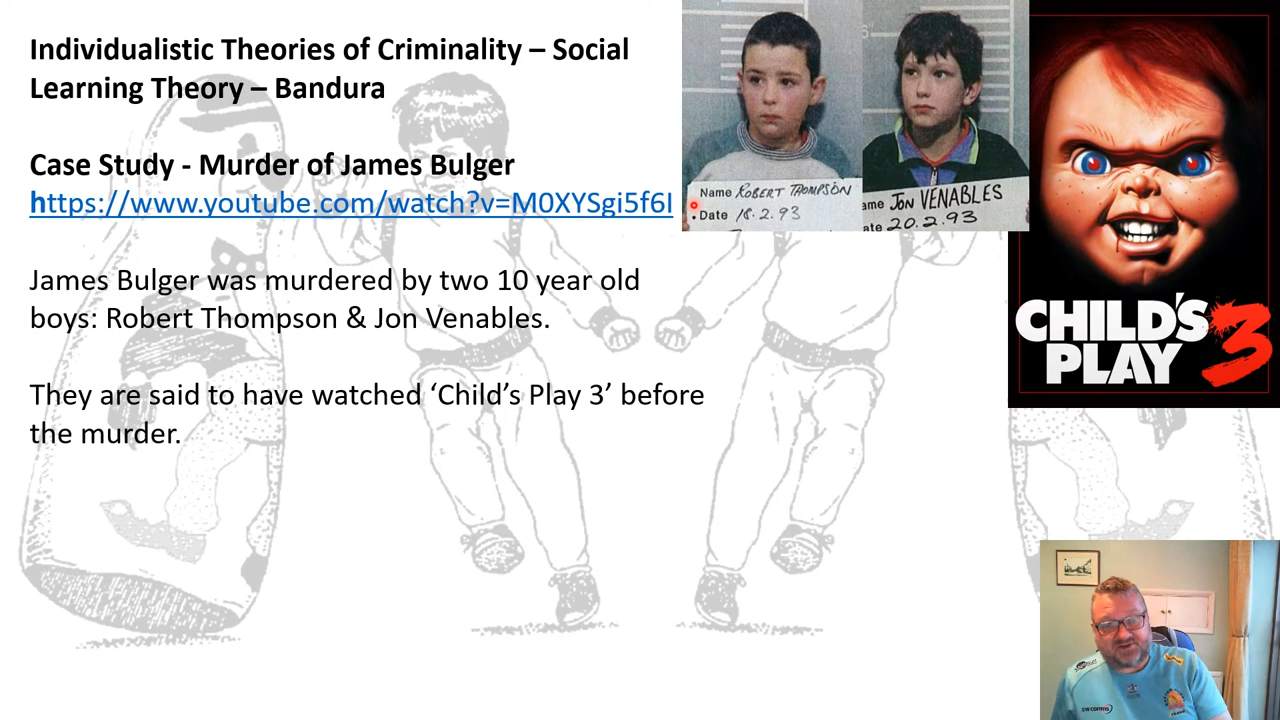 Individualistic Theories of Criminality – Social
Learning Theory – Bandura
Case Study - Murder of James Bulger
https://www.youtube.com/watch?v=M0XYSgi5f6I
James Bulger was murdered by two 10 year old
boys: Robert Thompson & Jon Venables.
They are said to have watched ‘Child’s Play 3’ before
the murder.
Name ROBERT THOMPSON
Date 18.2.93
ame JON VENABLES
ate 20.2.93
CHILD'S
PLAY 3